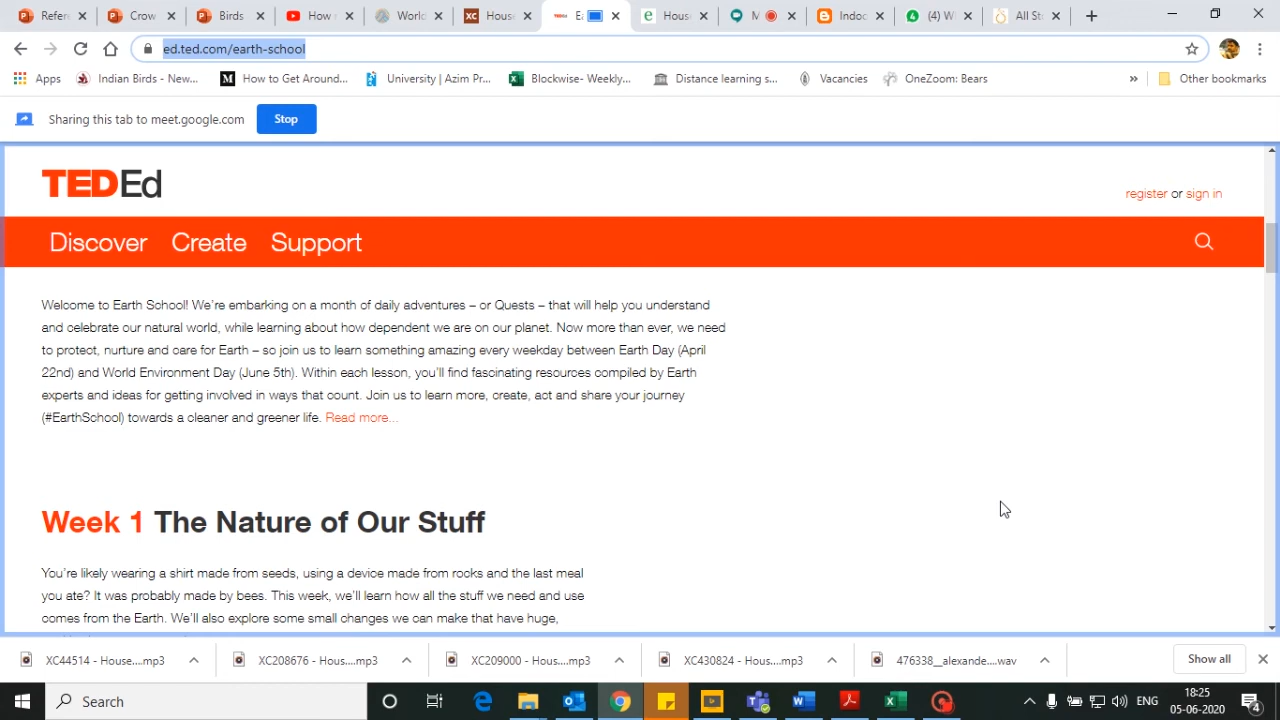 Refere
Crow
Birds
How r
World
XC
House
TEDEd
Ea
House
M
Indoc
(4) W
All St
ed.ted.com/earth-school
Apps
Indian Birds - New...
How to Get Around...
University | Azim Pr...
Blockwise- Weekly...
Distance learning s...
Vacancies
OneZoom: Bears
»
Other bookmarks
Sharing this tab to meet.google.com
Stop
TEDEd
register or sign in
Discover Create Support
Welcome to Earth School! We're embarking on a month of daily adventures – or Quests – that will help you understand
and celebrate our natural world, while learning about how dependent we are on our planet. Now more than ever, we need
to protect, nurture and care for Earth – so join us to learn something amazing every weekday between Earth Day (April
22nd) and World Environment Day (June 5th). Within each lesson, you'll find fascinating resources compiled by Earth
experts and ideas for getting involved in ways that count. Join us to learn more, create, act and share your journey
(#EarthSchool) towards a cleaner and greener life. Read more...
Week 1 The Nature of Our Stuff
You're likely wearing a shirt made from seeds, using a device made from rocks and the last meal
you ate? It was probably made by bees. This week, we'll learn how all the stuff we need and use
comes from the Earth. We'll also explore some small changes we can make that have huge,
XC44514 - House....mp3
XC208676 - Hous....mp3
XC209000 - Hous....mp3
XC430824 - Hous....mp3
476338__alexande....wav
Show all
Search
ENG
18:25
05-06-2020
4